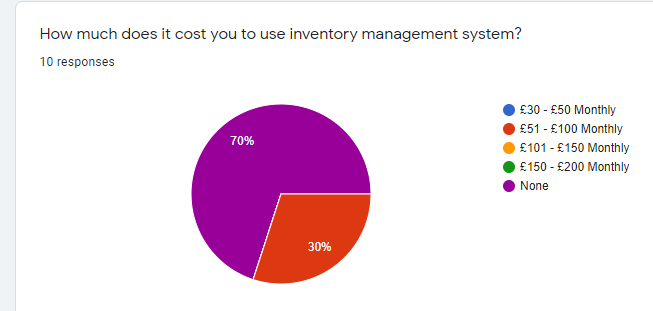 How much does it cost you to use inventory management system?
10 responses
70%
30%
£30 - £50 Monthly
£51 - £100 Monthly
£101 - £150 Monthly
£150 - £200 Monthly
None